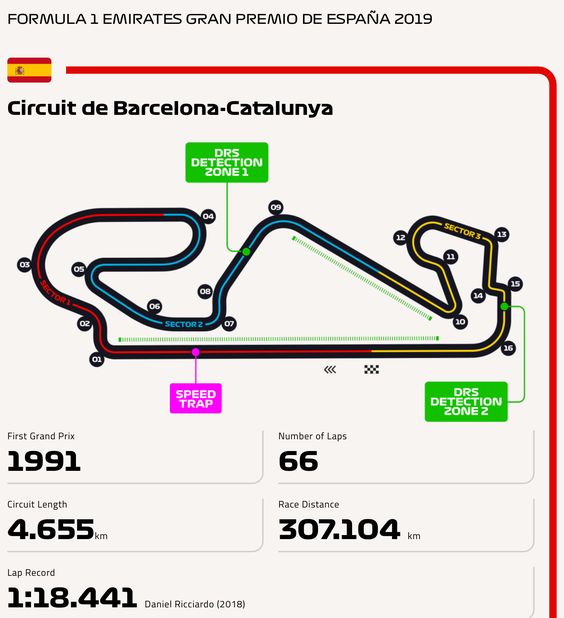 FORMULA 1 EMIRATES GRAN PREMIO DE ESPAÑA 2019
Circuit de Barcelona-Catalunya
DRS
DETECTION
ZONE 1
09
04
12
SECTOR 3
13
03
05
11
08
15
14
SECTOR 1
06
02
SECTOR 2
07
10
01
16
SPEED
TRAP
DRS
DETECTION
ZONE 2
First Grand Prix
1991
Number of Laps
66
Circuit Length
4.655km
Race Distance
307.104 km
Lap Record
1:18.441 Daniel Ricciardo (2018)